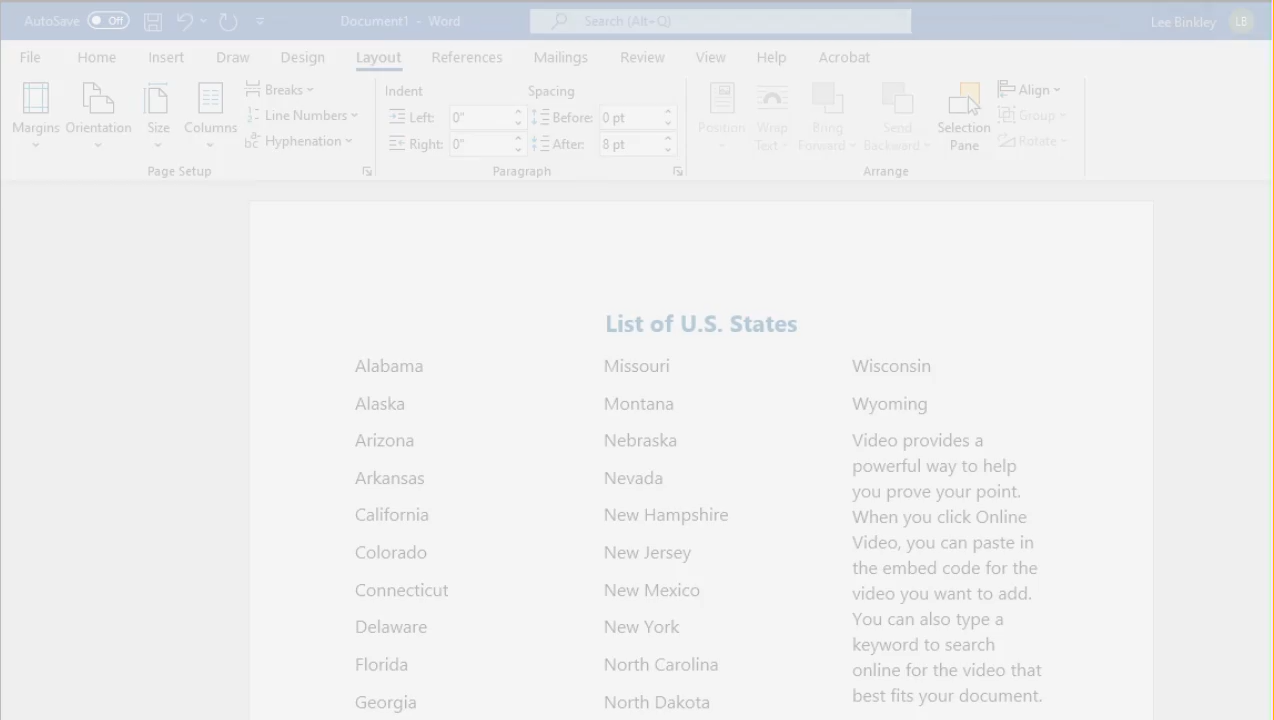 AutoSave Off Document1 - Word Search (Alt+Q) Lee Binkley LB
File Home Insert Draw Design Layout References Mailings Review View Help Acrobat
Margins Orientation Size Columns
Breaks
Line Numbers
Hyphenation
Page Setup
Indent Spacing
Left: 0" Before: 0 pt
Right: 0" After: 8 pt
Paragraph
Position Wrap Text Bring Forward Send Backward Selection Pane
Align
Group
Rotate
Arrange
List of U.S. States
Alabama
Alaska
Arizona
Arkansas
California
Colorado
Connecticut
Delaware
Florida
Georgia
Missouri
Montana
Nebraska
Nevada
New Hampshire
New Jersey
New Mexico
New York
North Carolina
North Dakota
Wisconsin
Wyoming
Video provides a
powerful way to help
you prove your point.
When you click Online
Video, you can paste in
the embed code for the
video you want to add.
You can also type a
keyword to search
online for the video that
best fits your document.